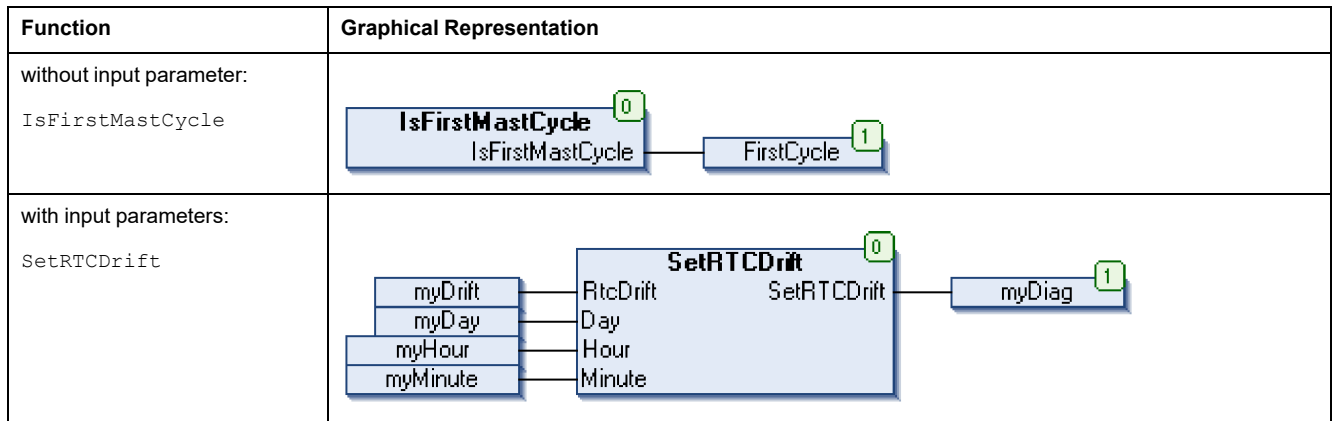 Function
Graphical Representation
without input parameter:
IsFirstMastCycle
0
IsFirstMastCycle
IsFirstMastCycle
FirstCycle
1
with input parameters:
SetRTCDrift
0
SetRTCDrift
myDrift
RtcDrift
SetRTCDrift
myDiag
1
myDay
Day
myHour
Hour
myMinute
Minute